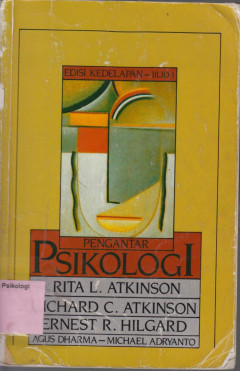 EDISI KEDELAPAN – JILID 1
PENGANTAR
PSIKOLOGI
Psikologi
RITA L. ATKINSON
RICHARD C. ATKINSON
ERNEST R. HILGARD
AGUS DHARMA – MICHAEL ADRYANTO